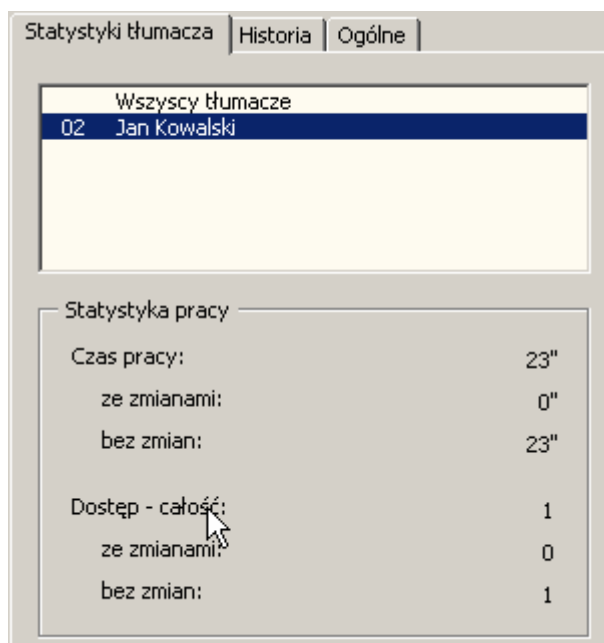 Statystyki tłumacza Historia Ogólne
Wszyscy tłumacze
02 Jan Kowalski
Statystyka pracy
Czas pracy: 23"
ze zmianami: 0"
bez zmian: 23"
Dostęp - całość: 1
ze zmianami: 0
bez zmian: 1